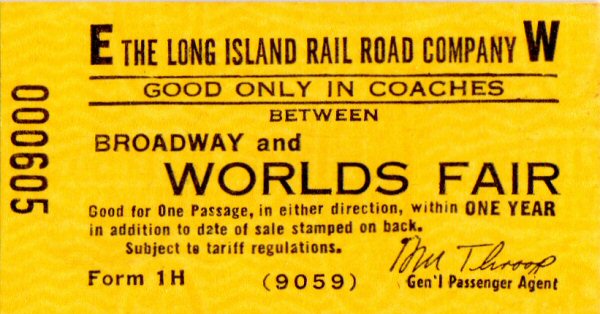 E THE LONG ISLAND RAIL ROAD COMPANY W
GOOD ONLY IN COACHES
BETWEEN
BROADWAY and
WORLDS FAIR
Good for One Passage, in either direction, within ONE YEAR
in addition to date of sale stamped on back.
Subject to tariff regulations.
Form 1H (9059)
Gen'l Passenger Agent
000605